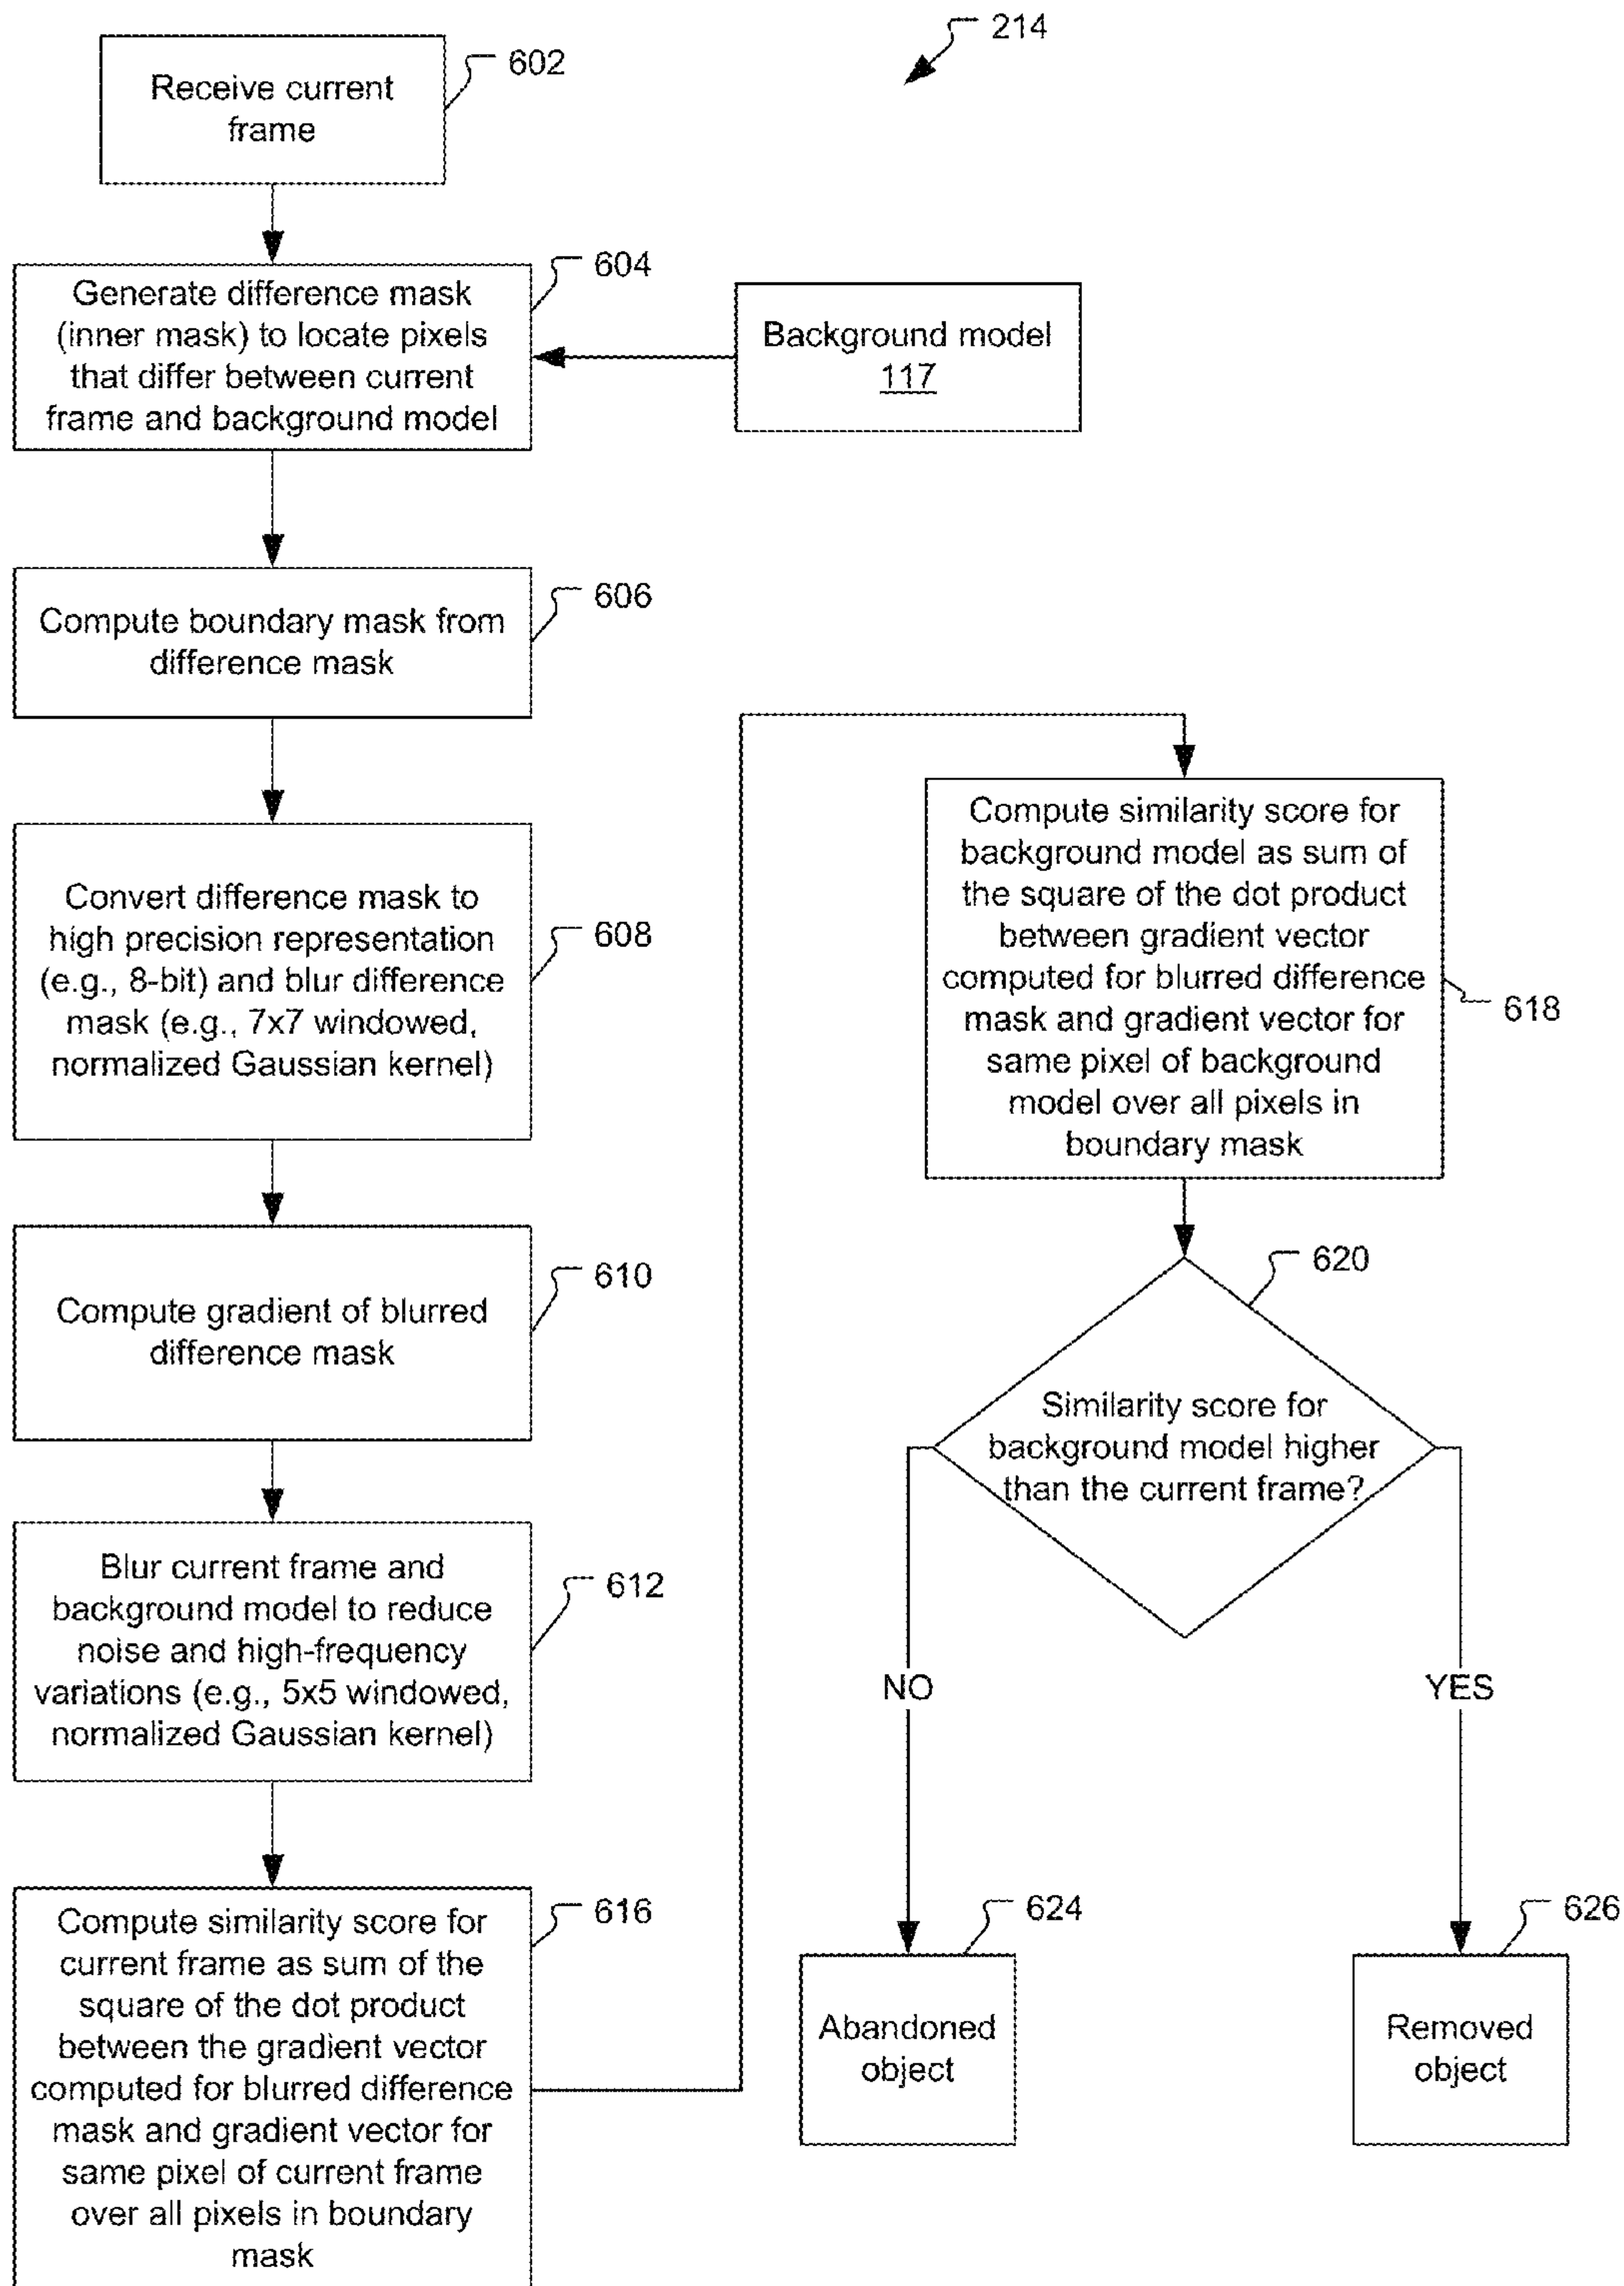 214
602
Receive current
frame
604
Generate difference mask
(inner mask) to locate pixels
that differ between current
frame and background model
Background model
117
606
Compute boundary mask from
difference mask
608
Convert difference mask to
high precision representation
(e.g., 8-bit) and blur difference
mask (e.g., 7x7 windowed,
normalized Gaussian kernel)
610
Compute gradient of blurred
difference mask
612
Blur current frame and
background model to reduce
noise and high-frequency
variations (e.g., 5x5 windowed,
normalized Gaussian kernel)
616
Compute similarity score for
current frame as sum of the
square of the dot product
between the gradient vector
computed for blurred difference
mask and gradient vector for
same pixel of current frame
over all pixels in boundary
mask
Compute similarity score for
background model as sum of
the square of the dot product
between gradient vector
computed for blurred difference
mask and gradient vector for
same pixel of background
model over all pixels in
boundary mask
618
620
Similarity score for
background model higher
than the current frame?
NO
YES
624
Abandoned
object
626
Removed
object